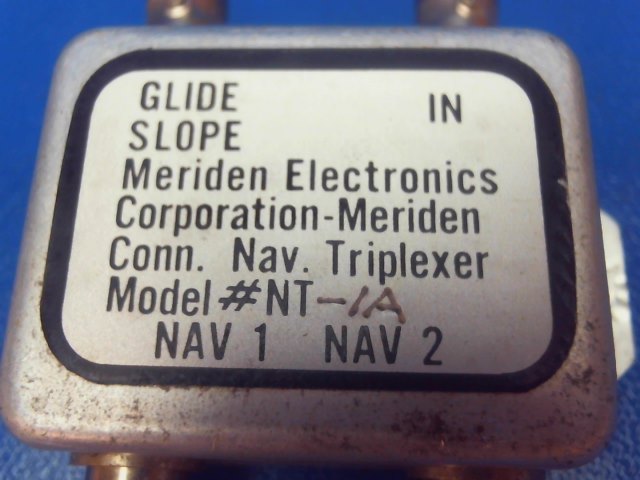 GLIDE IN
SLOPE
Meriden Electronics
Corporation-Meriden
Conn. Nav. Triplexer
Model #NT-1A
NAV 1 NAV 2